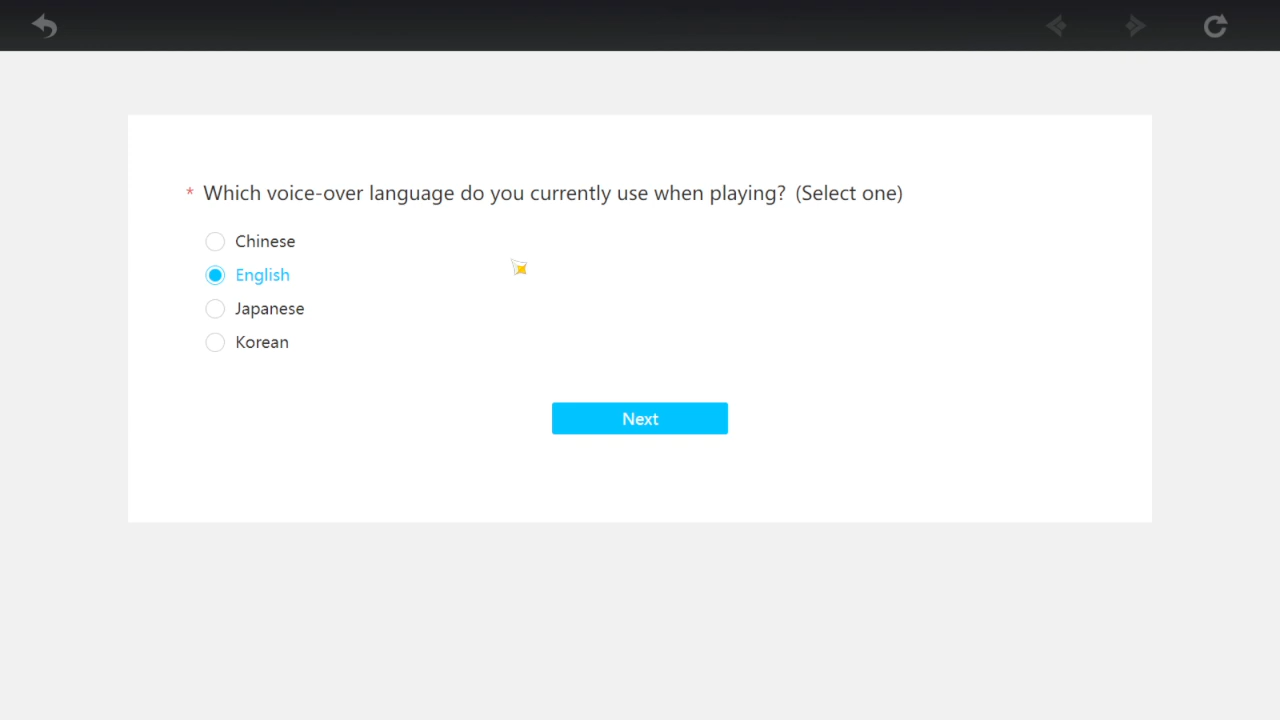 * Which voice-over language do you currently use when playing? (Select one)
Chinese
English
Japanese
Korean
Next